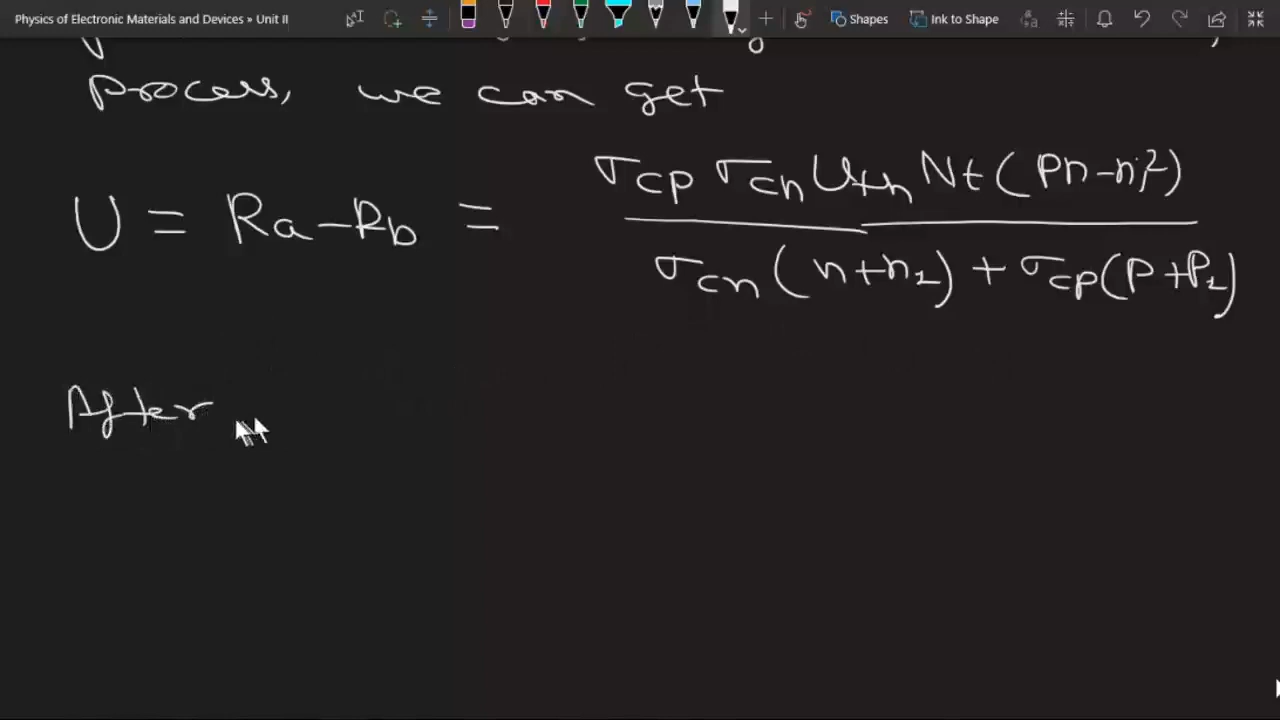 Physics of Electronic Materials and Devices » Unit II
Shapes
Ink to Shape
process, we can get
U = Ra - Rb = σcp σcn Uth Nt (pn - ni²) / σcn (n + n1) + σcp (p + P1)
After